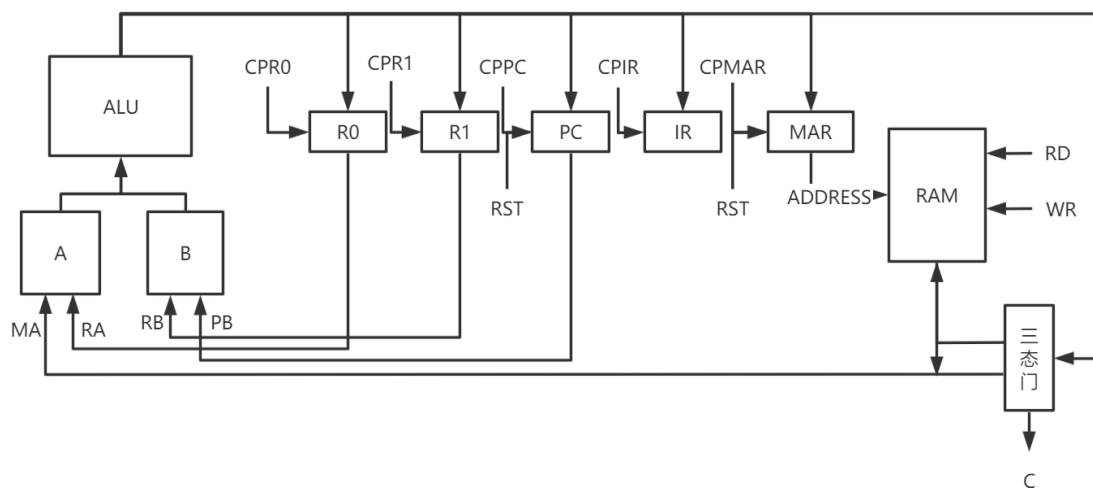 CPR0
CPR1
CPPC
CPIR
CPMAR
ALU
R0
R1
PC
IR
MAR
RST
RST
ADDRESS
RAM
RD
WR
A
B
MA
RA
RB
PB
三态门
C